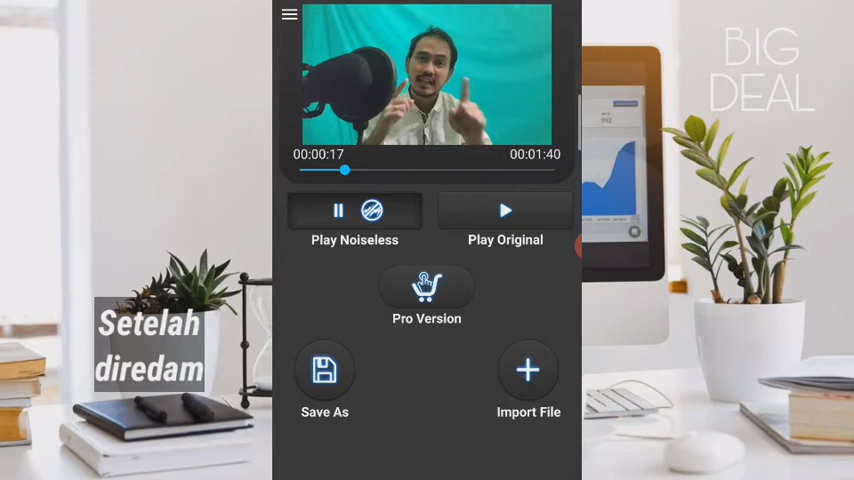 BIG
DEAL
00:00:17
00:01:40
Play Noiseless
Play Original
Pro Version
Setelah
diredam
Save As
Import File
992